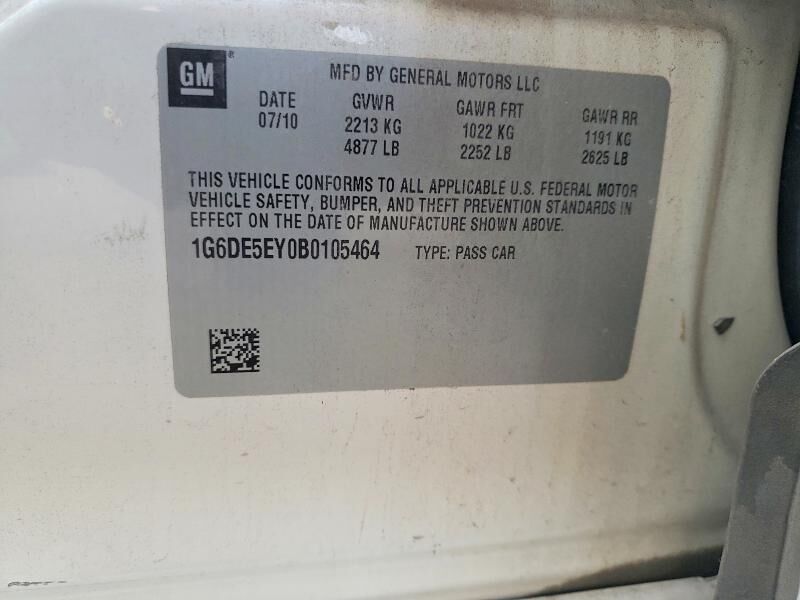 GM®
MFD BY GENERAL MOTORS LLC
DATE GVWR GAWR FRT GAWR RR
07/10 2213 KG 1022 KG 1191 KG
4877 LB 2252 LB 2625 LB
THIS VEHICLE CONFORMS TO ALL APPLICABLE U.S. FEDERAL MOTOR
VEHICLE SAFETY, BUMPER, AND THEFT PREVENTION STANDARDS IN
EFFECT ON THE DATE OF MANUFACTURE SHOWN ABOVE.
1G6DE5EY0B0105464 TYPE: PASS CAR